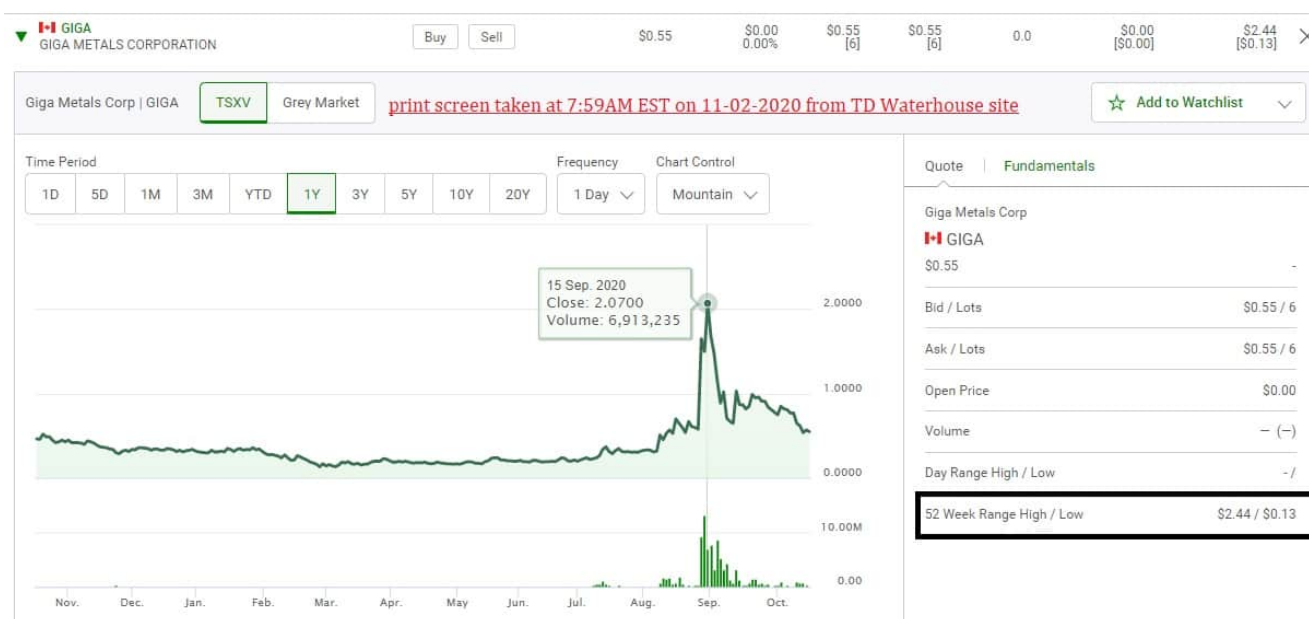 GIGA
GIGA METALS CORPORATION
Buy Sell $0.55 $0.00 $0.55 $0.55 0.0 $0.00 $2.44
0.00% [6] [6] [$0.00] [$0.13]
Giga Metals Corp | GIGA TSXV Grey Market print screen taken at 7:59AM EST on 11-02-2020 from TD Waterhouse site Add to Watchlist
Time Period Frequency Chart Control
1D 5D 1M 3M YTD 1Y 3Y 5Y 10Y 20Y 1 Day Mountain
15 Sep. 2020
Close: 2.0700
Volume: 6,913,235
2.0000
1.0000
0.0000
10.00M
0.00
Nov. Dec. Jan. Feb. Mar. Apr. May Jun. Jul. Aug. Sep. Oct.
Quote | Fundamentals
Giga Metals Corp
GIGA
$0.55 -
Bid / Lots $0.55 / 6
Ask / Lots $0.55 / 6
Open Price $0.00
Volume – (–)
Day Range High / Low - /
52 Week Range High / Low $2.44 / $0.13